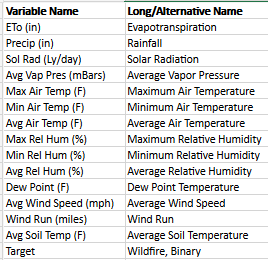 Variable Name Long/Alternative Name
ETo (in) Evapotranspiration
Precip (in) Rainfall
Sol Rad (Ly/day) Solar Radiation
Avg Vap Pres (mBars) Average Vapor Pressure
Max Air Temp (F) Maximum Air Temperature
Min Air Temp (F) Minimum Air Temperature
Avg Air Temp (F) Average Air Temperature
Max Rel Hum (%) Maximum Relative Humidity
Min Rel Hum (%) Minimum Relative Humidity
Avg Rel Hum (%) Average Relative Humidity
Dew Point (F) Dew Point Temperature
Avg Wind Speed (mph) Average Wind Speed
Wind Run (miles) Wind Run
Avg Soil Temp (F) Average Soil Temperature
Target Wildfire, Binary